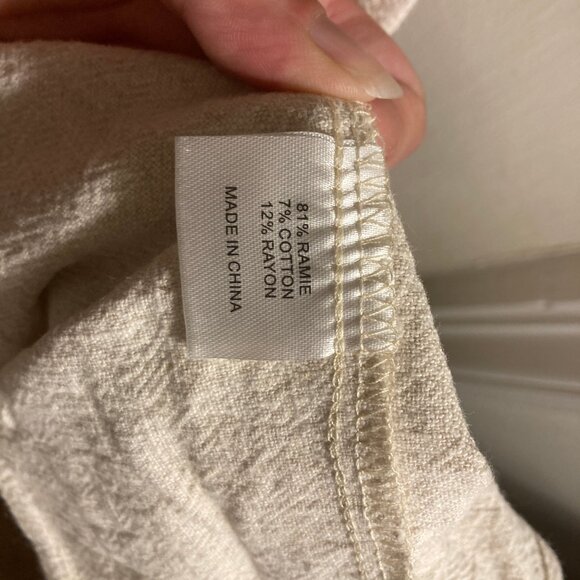 81% RAMIE
7% COTTON
12% RAYON
MADE IN CHINA